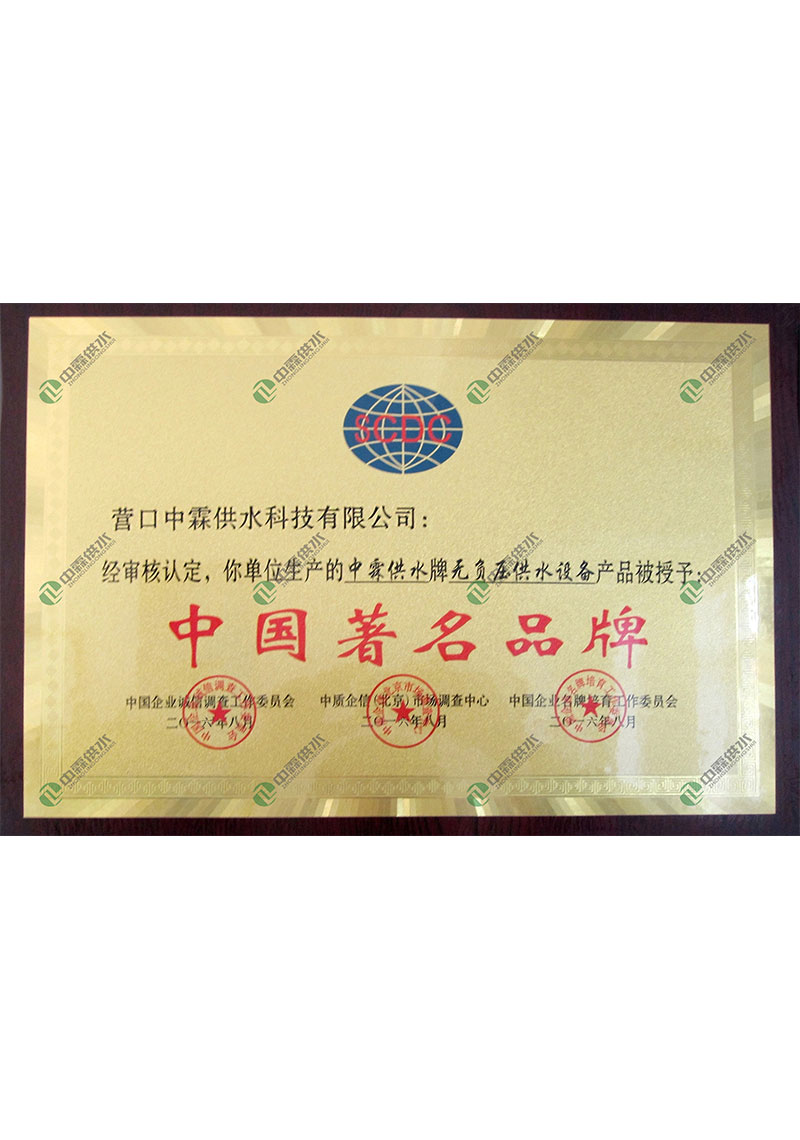 SCDC
营口中霖供水科技有限公司：
经审核认定，你单位生产的中霖供水牌无负压供水设备产品被授予：
中国著名品牌
中国企业诚信调查工作委员会 中质企信(北京)市场调查中心 中国企业名牌培育工作委员会
二〇一六年八月 二〇一六年八月 二〇一六年八月
中霖供水